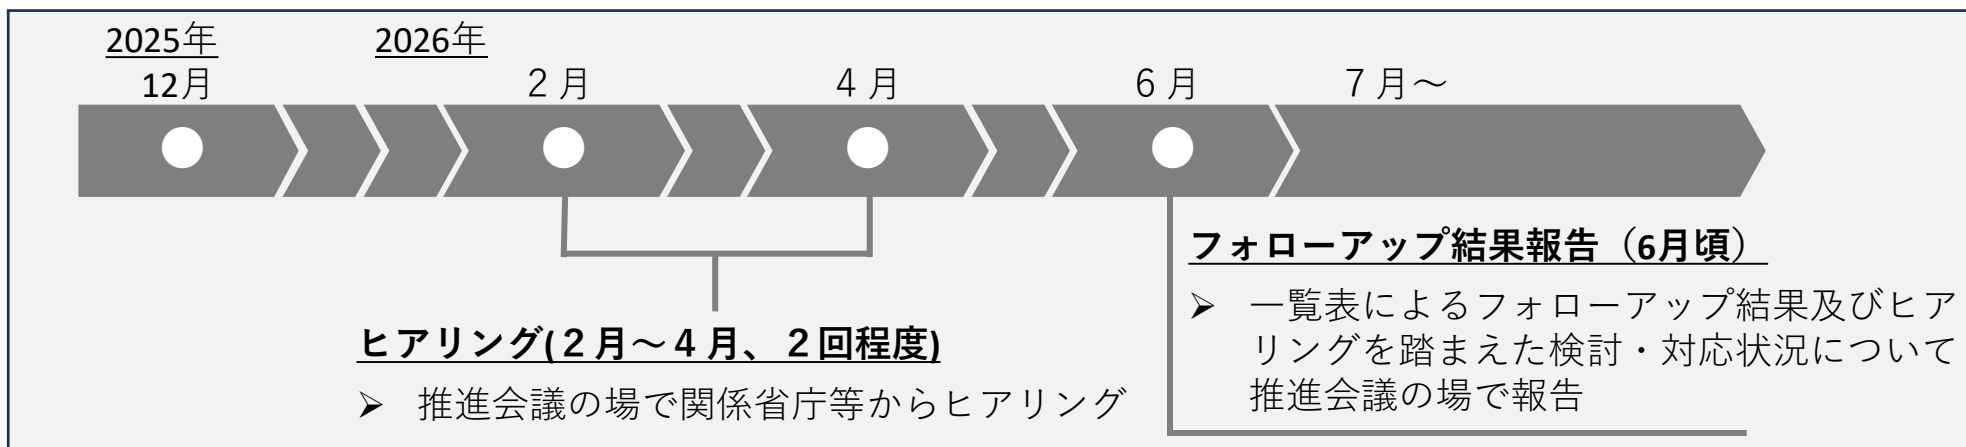 2025年 2026年
12月 ２月 ４月 ６月 ７月～
フォローアップ結果報告（6月頃）
➢ 一覧表によるフォローアップ結果及びヒア
リングを踏まえた検討・対応状況について
推進会議の場で報告
ヒアリング(２月～４月、２回程度)
➢ 推進会議の場で関係省庁等からヒアリング